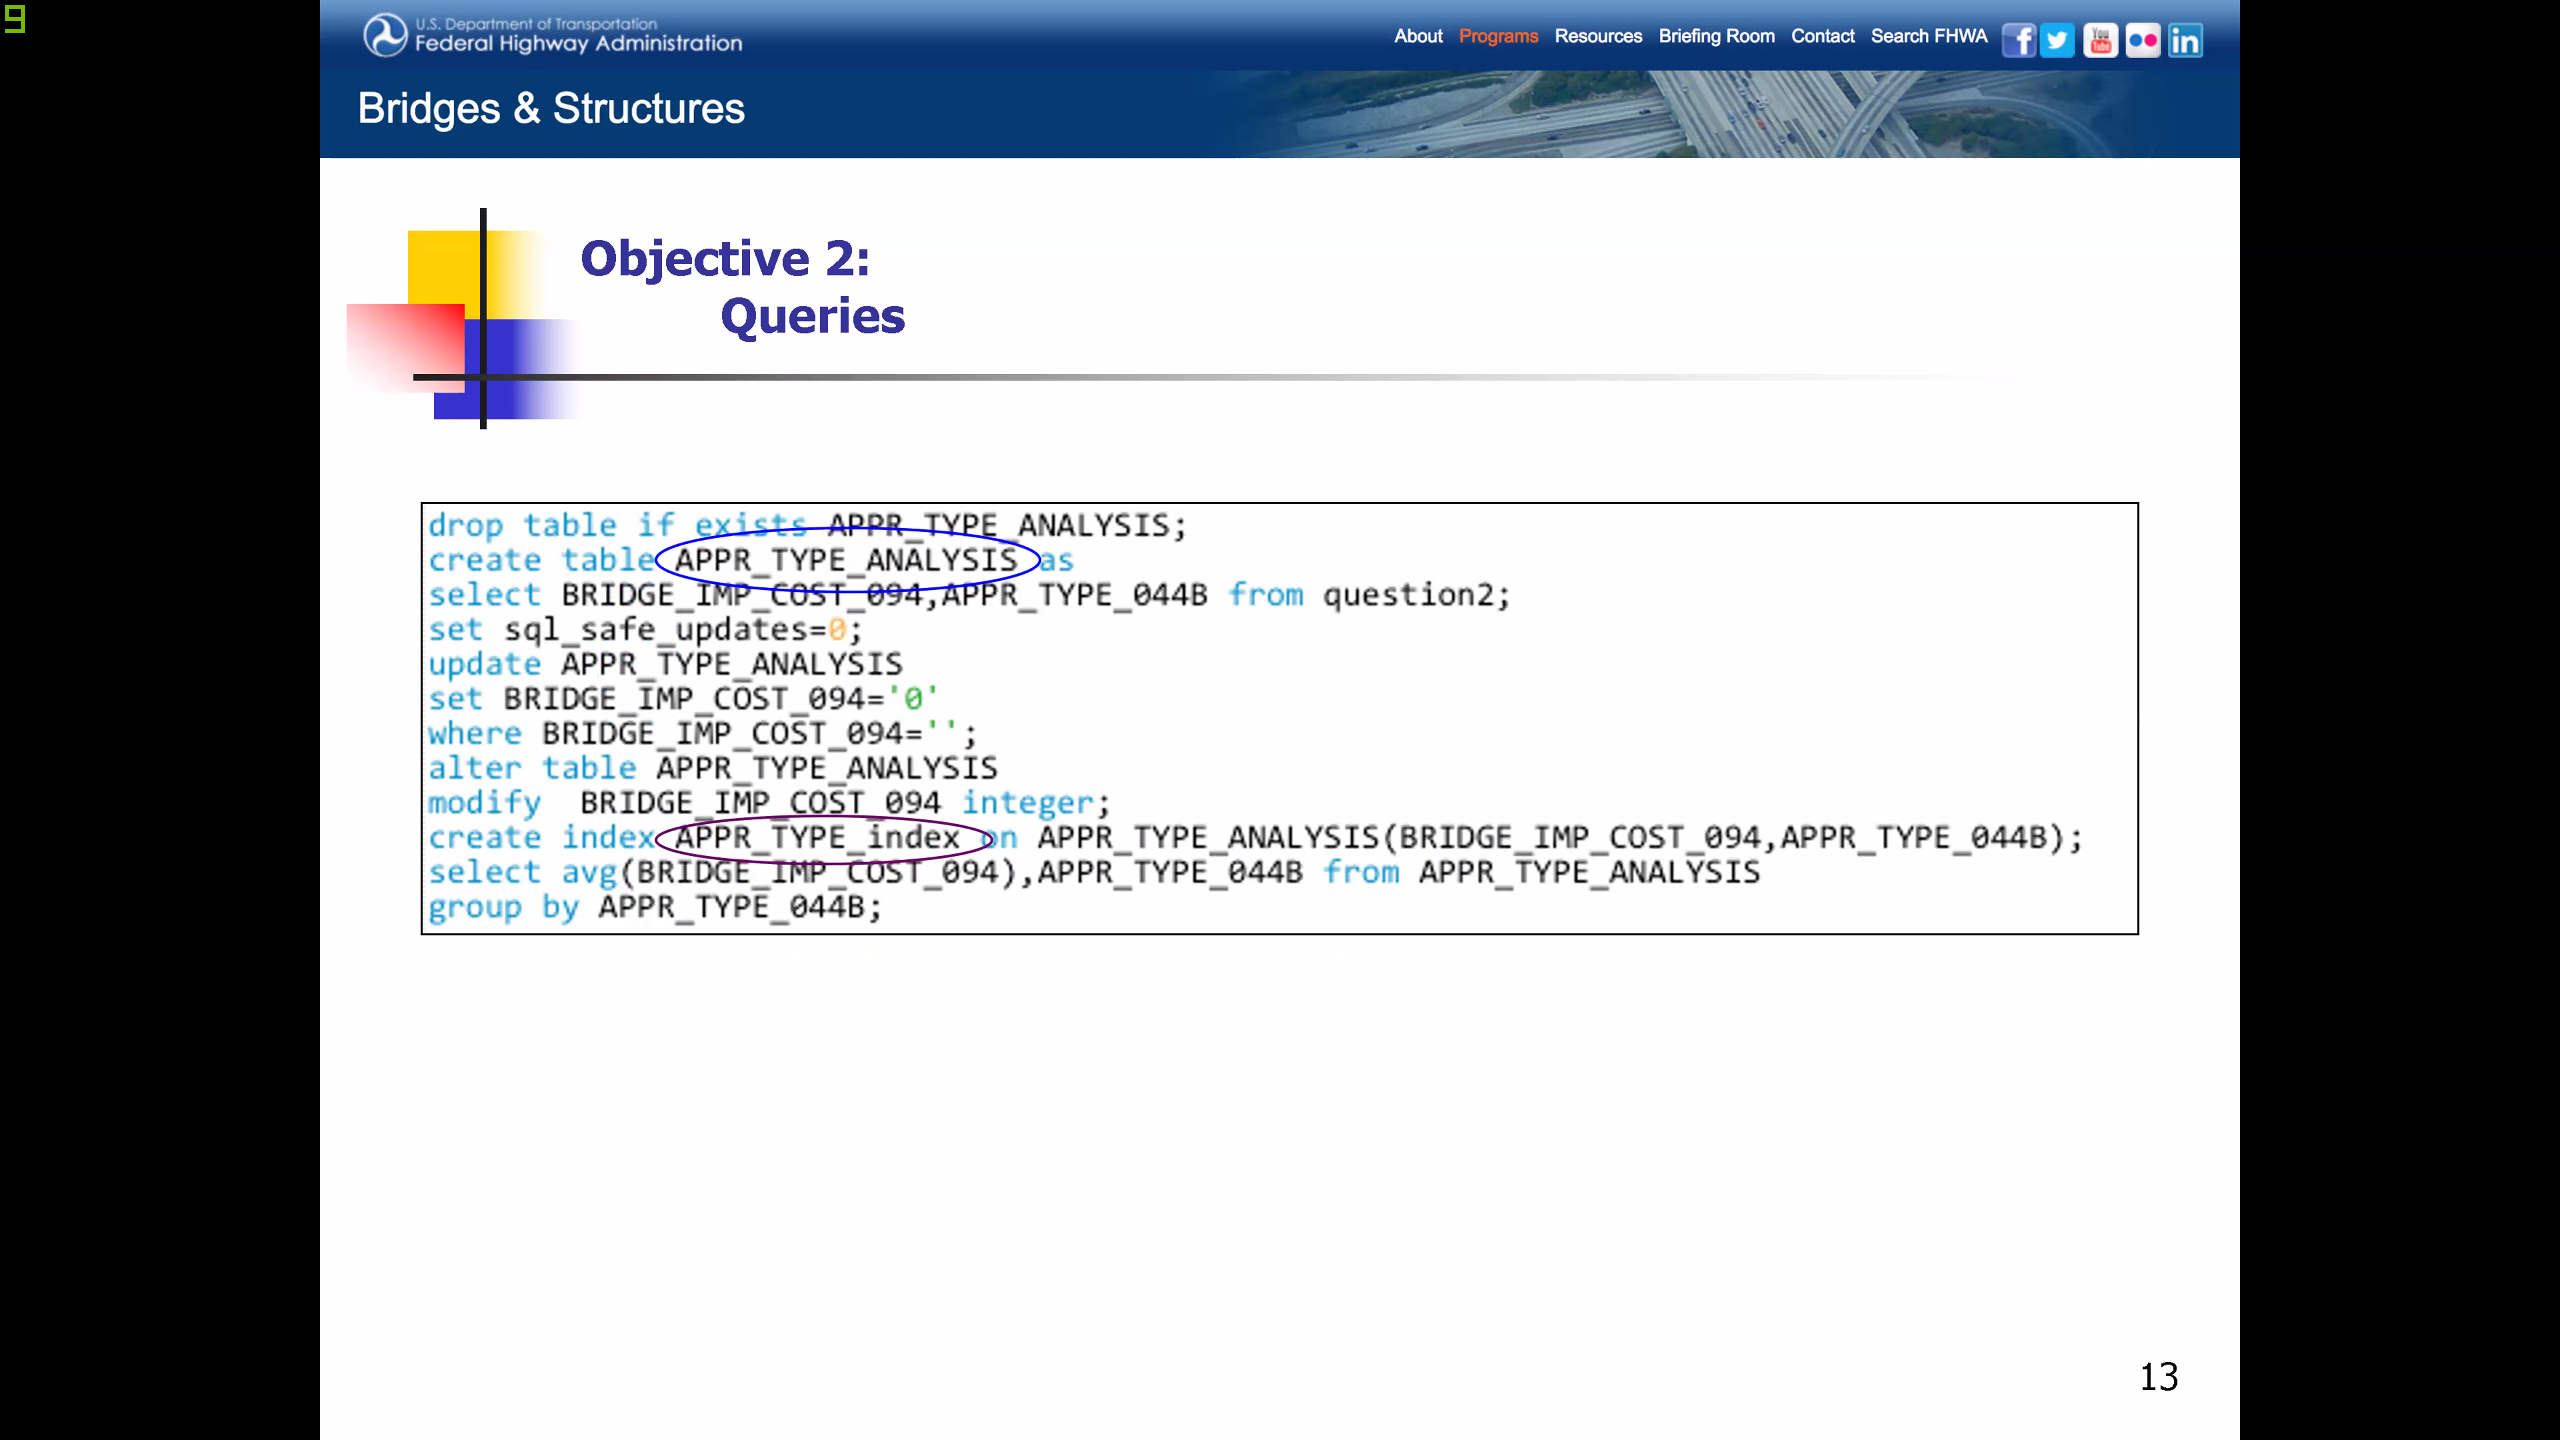 9
U.S. Department of Transportation
Federal Highway Administration
About Programs Resources Briefing Room Contact Search FHWA
f You Tube in
Bridges & Structures
Objective 2:
Queries
drop table if exists APPR_TYPE_ANALYSIS;
create table APPR_TYPE_ANALYSIS as
select BRIDGE_IMP_COST_094,APPR_TYPE_044B from question2;
set sql_safe_updates=0;
update APPR_TYPE_ANALYSIS
set BRIDGE_IMP_COST_094='0'
where BRIDGE_IMP_COST_094='';
alter table APPR_TYPE_ANALYSIS
modify  BRIDGE_IMP_COST_094 integer;
create index APPR_TYPE_index on APPR_TYPE_ANALYSIS(BRIDGE_IMP_COST_094,APPR_TYPE_044B);
select avg(BRIDGE_IMP_COST_094),APPR_TYPE_044B from APPR_TYPE_ANALYSIS
group by APPR_TYPE_044B;
13